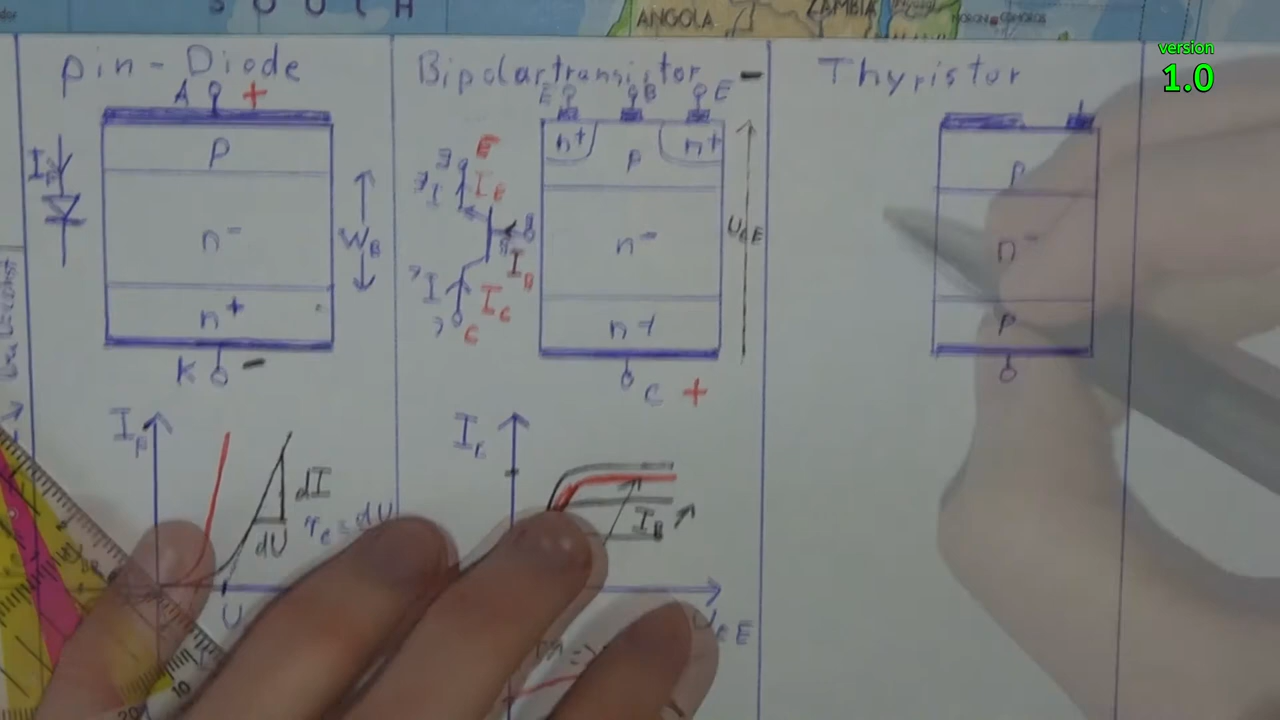 SOUTH
ANGOLA
ZAMBIA
version
1.0
pin-Diode
A +
p
n⁻
W_B
n⁺
K -
I_F
dI
dU
Bipolartransistor -
E B E
n+ p n+
E
I_E
I_B
I_C
C
n⁻
U_CE
n+
C +
I_C
I_B
U_CE
Thyristor
p
n⁻
p